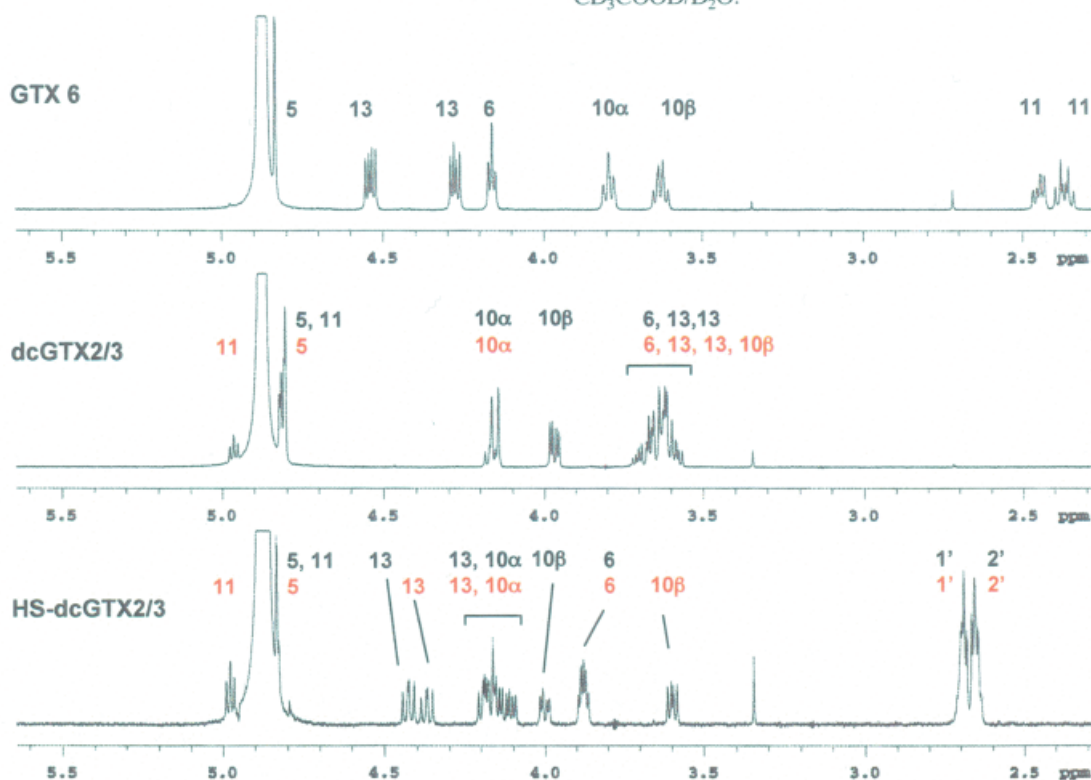 CD₃COOD/D₂O.
GTX 6
5 13 13 6 10α 10β 11 11
5.5 5.0 4.5 4.0 3.5 3.0 2.5 ppm
dcGTX2/3
5, 11 10α 10β 6, 13,13
11 5 10α 6, 13, 13, 10β
5.5 5.0 4.5 4.0 3.5 3.0 2.5 ppm
HS-dcGTX2/3
5, 11 13 13, 10α 10β 6 1' 2'
11 5 13 13, 10α 6 10β 1' 2'
5.5 5.0 4.5 4.0 3.5 3.0 2.5 ppm